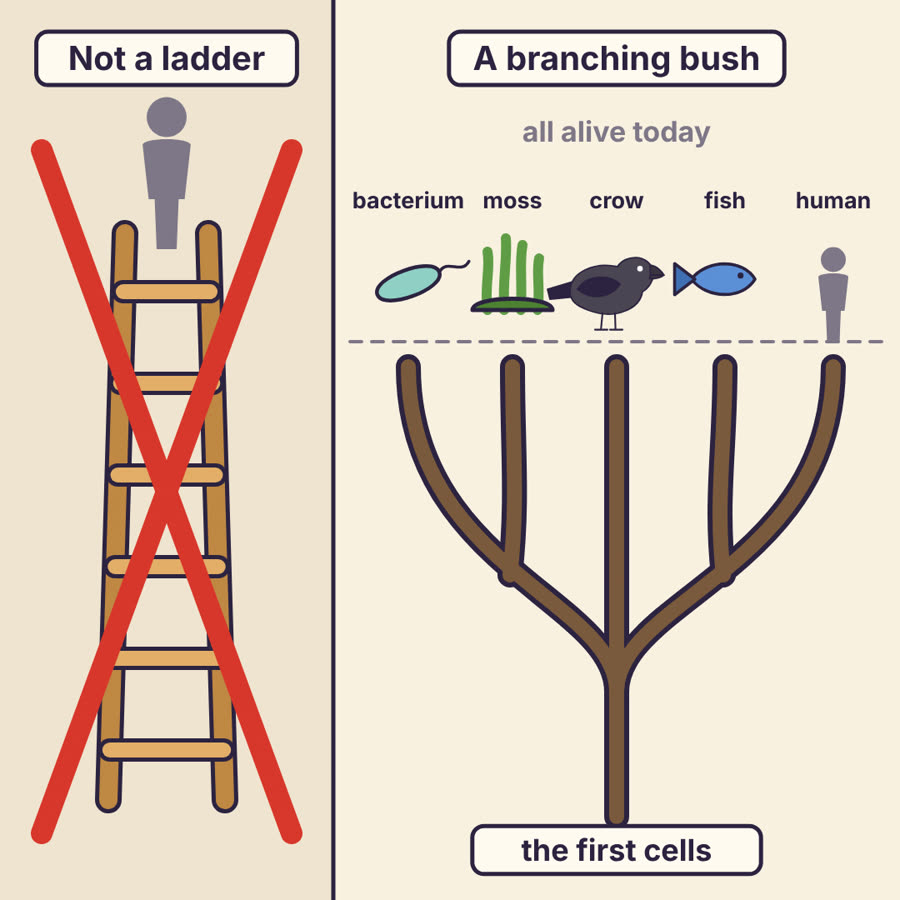 Not a ladder
A branching bush
all alive today
bacterium moss crow fish human
the first cells